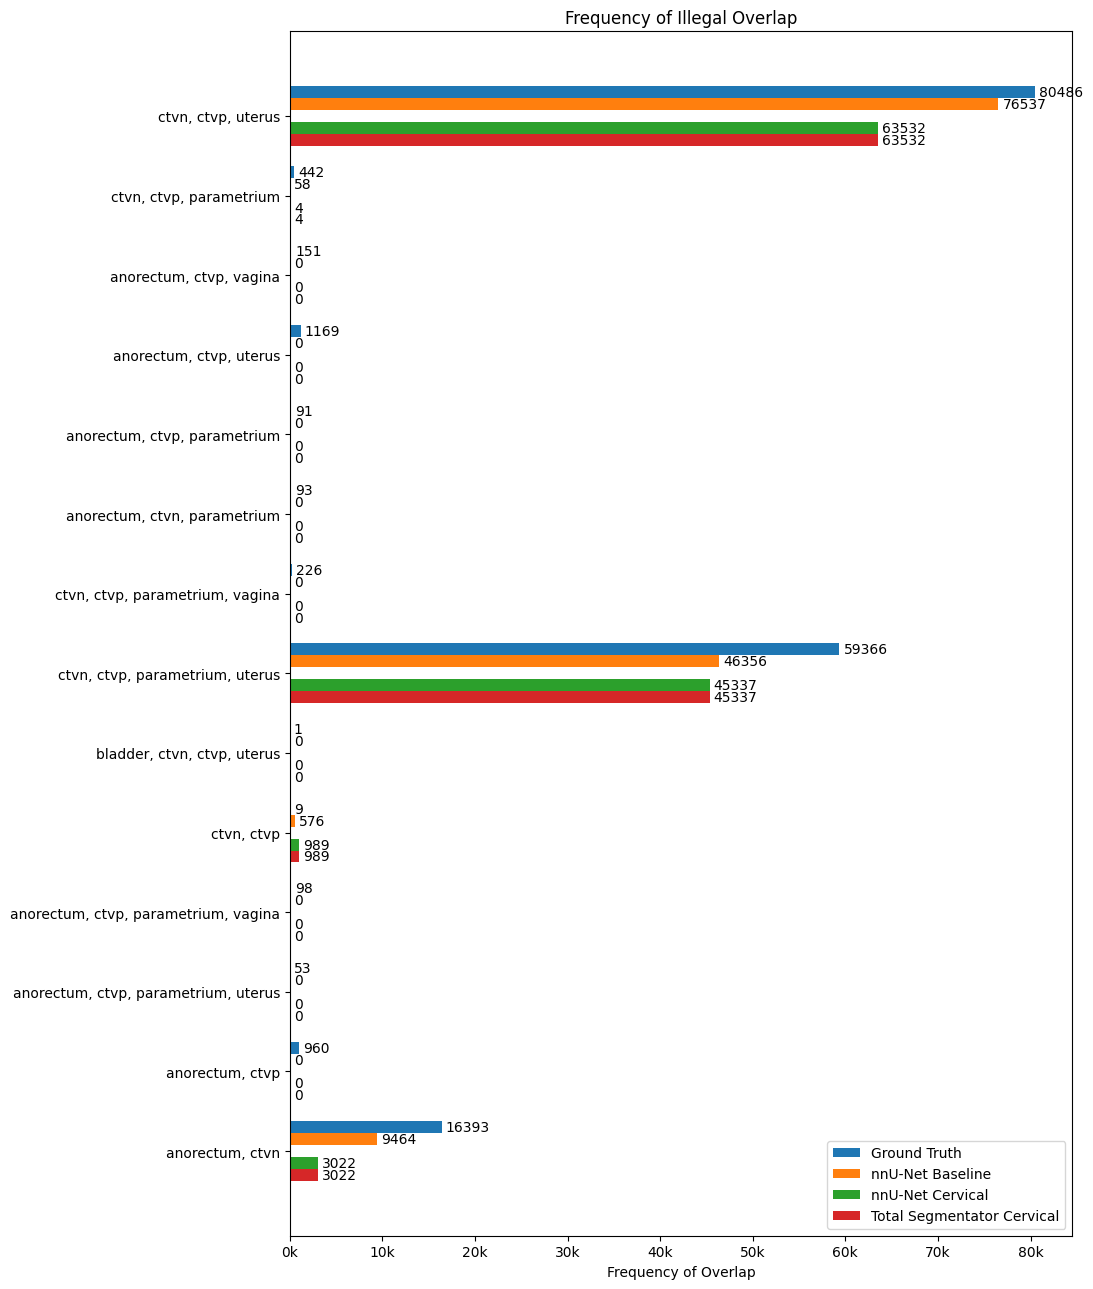 Frequency of Illegal Overlap
ctvn, ctvp, uterus
80486
76537
63532
63532
ctvn, ctvp, parametrium
442
58
4
4
anorectum, ctvp, vagina
151
0
0
0
anorectum, ctvp, uterus
1169
0
0
0
anorectum, ctvp, parametrium
91
0
0
0
anorectum, ctvn, parametrium
93
0
0
0
ctvn, ctvp, parametrium, vagina
226
0
0
0
ctvn, ctvp, parametrium, uterus
59366
46356
45337
45337
bladder, ctvn, ctvp, uterus
1
0
0
0
ctvn, ctvp
9
576
989
989
anorectum, ctvp, parametrium, vagina
98
0
0
0
anorectum, ctvp, parametrium, uterus
53
0
0
0
anorectum, ctvp
960
0
0
0
anorectum, ctvn
16393
9464
3022
3022
Ground Truth
nnU-Net Baseline
nnU-Net Cervical
Total Segmentator Cervical
0k 10k 20k 30k 40k 50k 60k 70k 80k
Frequency of Overlap